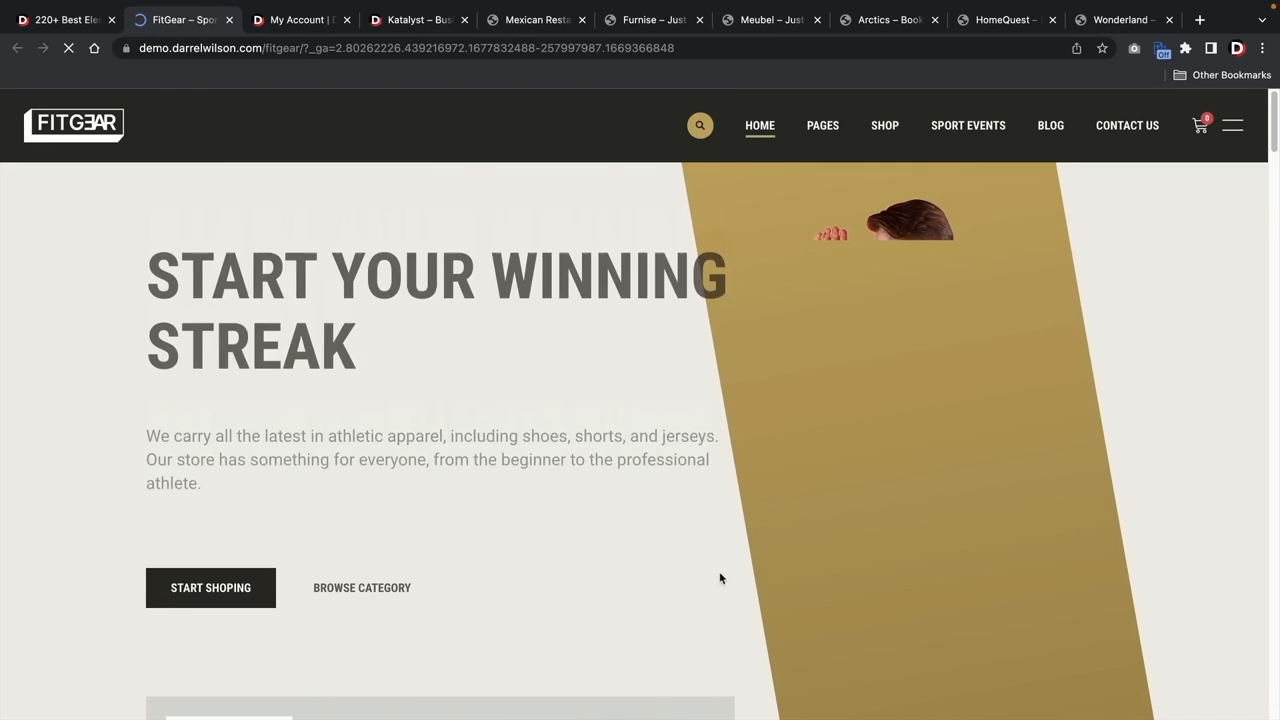 220+ Best Ele
FitGear – Spor
My Account | D
Katalyst – Bus
Mexican Resta
Furnise – Just
Meubel – Just
Arctics – Book
HomeQuest –
Wonderland –
demo.darrelwilson.com/fitgear/?_ga=2.80262226.439216972.1677832488-257997987.1669366848
Off
Other Bookmarks
FITGEAR
HOME
PAGES
SHOP
SPORT EVENTS
BLOG
CONTACT US
0
START YOUR WINNING
STREAK
We carry all the latest in athletic apparel, including shoes, shorts, and jerseys.
Our store has something for everyone, from the beginner to the professional
athlete.
START SHOPING
BROWSE CATEGORY